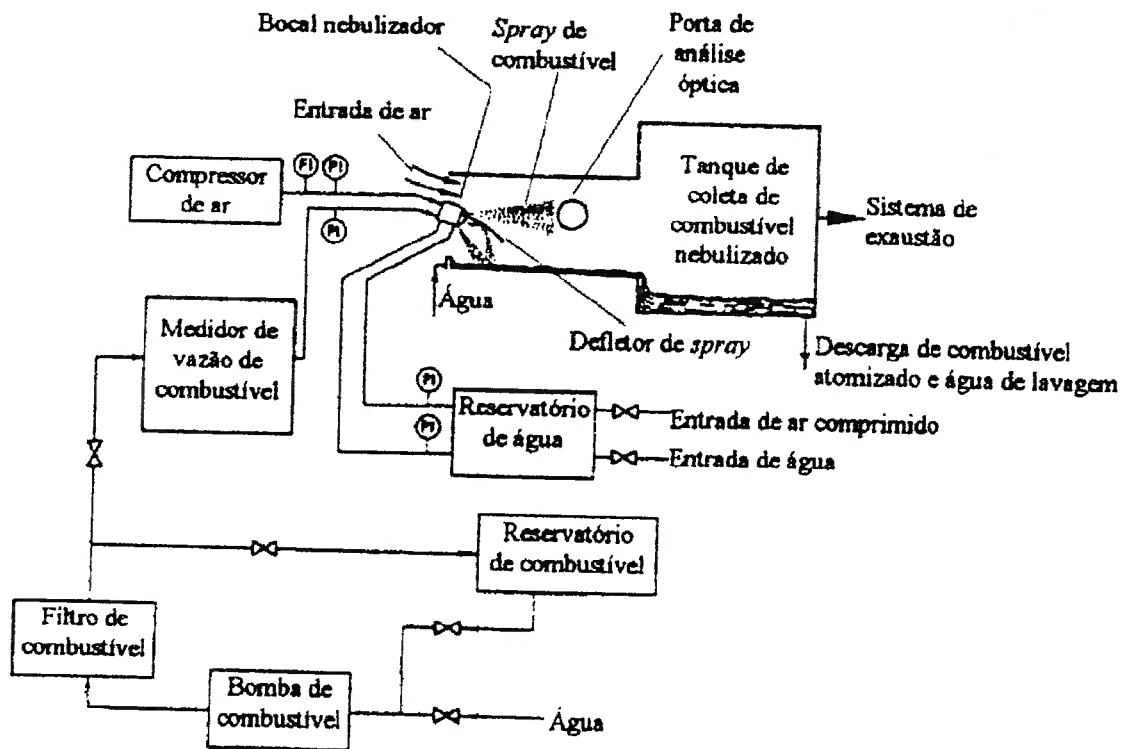 Bocal nebulizador
Spray de
combustível
Porta de
análise
óptica
Entrada de ar
Compressor
de ar
FI
PI
PI
Tanque de
coleta de
combustível
nebulizado
Sistema de
exaustão
Água
Medidor de
vazão de
combustível
Defletor de spray
Descarga de combustível
atomizado e água de lavagem
PI
PI
Reservatório
de água
Entrada de ar comprimido
Entrada de água
Reservatório
de combustível
Filtro de
combustível
Bomba de
combustível
Água